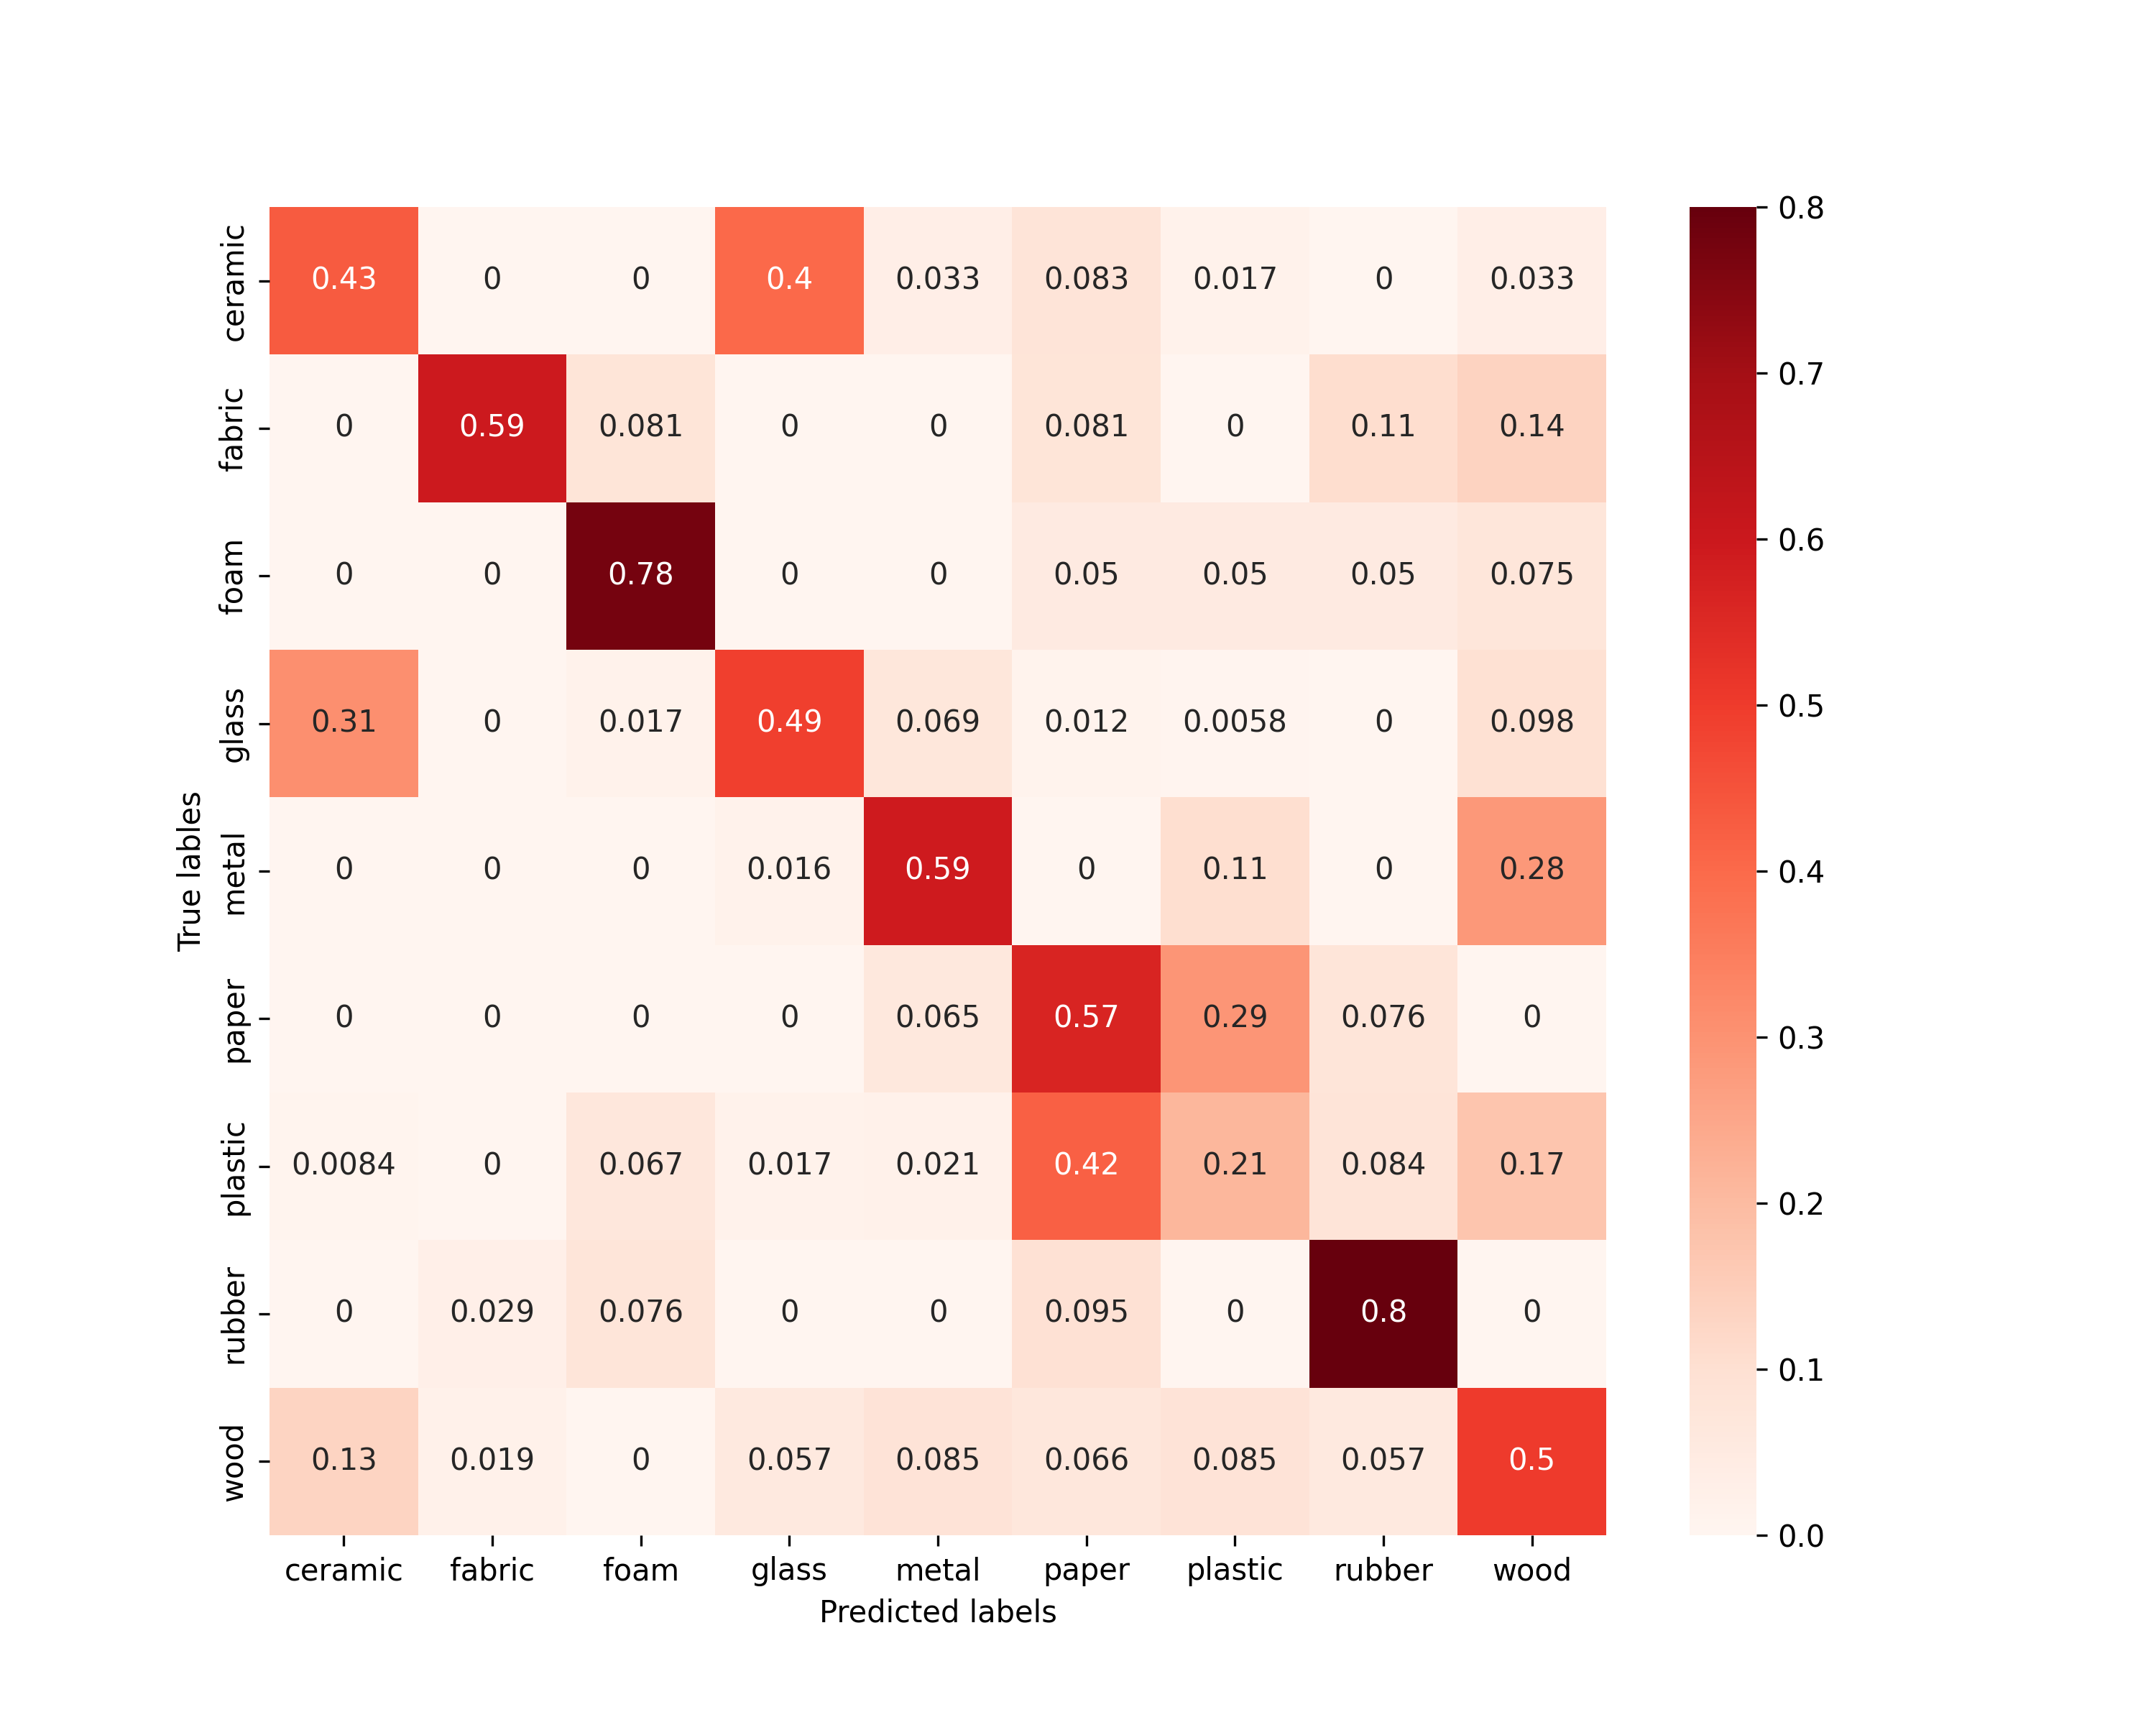 True lables
ceramic 0.43 0 0 0.4 0.033 0.083 0.017 0 0.033
fabric 0 0.59 0.081 0 0 0.081 0 0.11 0.14
foam 0 0 0.78 0 0 0.05 0.05 0.05 0.075
glass 0.31 0 0.017 0.49 0.069 0.012 0.0058 0 0.098
metal 0 0 0 0.016 0.59 0 0.11 0 0.28
paper 0 0 0 0 0.065 0.57 0.29 0.076 0
plastic 0.0084 0 0.067 0.017 0.021 0.42 0.21 0.084 0.17
rubber 0 0.029 0.076 0 0 0.095 0 0.8 0
wood 0.13 0.019 0 0.057 0.085 0.066 0.085 0.057 0.5
ceramic fabric foam glass metal paper plastic rubber wood
Predicted labels
0.8
0.7
0.6
0.5
0.4
0.3
0.2
0.1
0.0